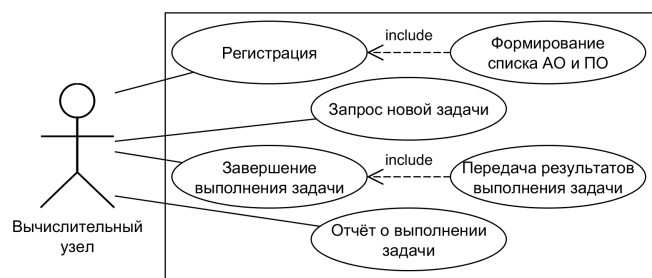 include
Регистрация
Формирование
списка АО и ПО
Запрос новой задачи
include
Завершение
выполнения задачи
Передача результатов
выполнения задачи
Вычислительный
узел
Отчёт о выполнении
задачи